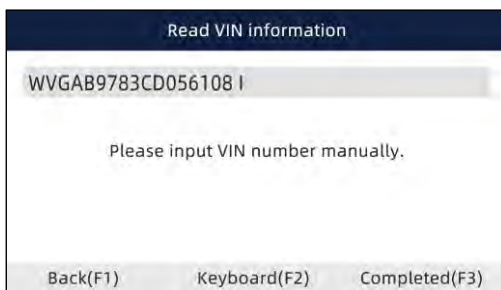 Read VIN information
WVGAB9783CD056108
Please input VIN number manually.
Back(F1) Keyboard(F2) Completed(F3)